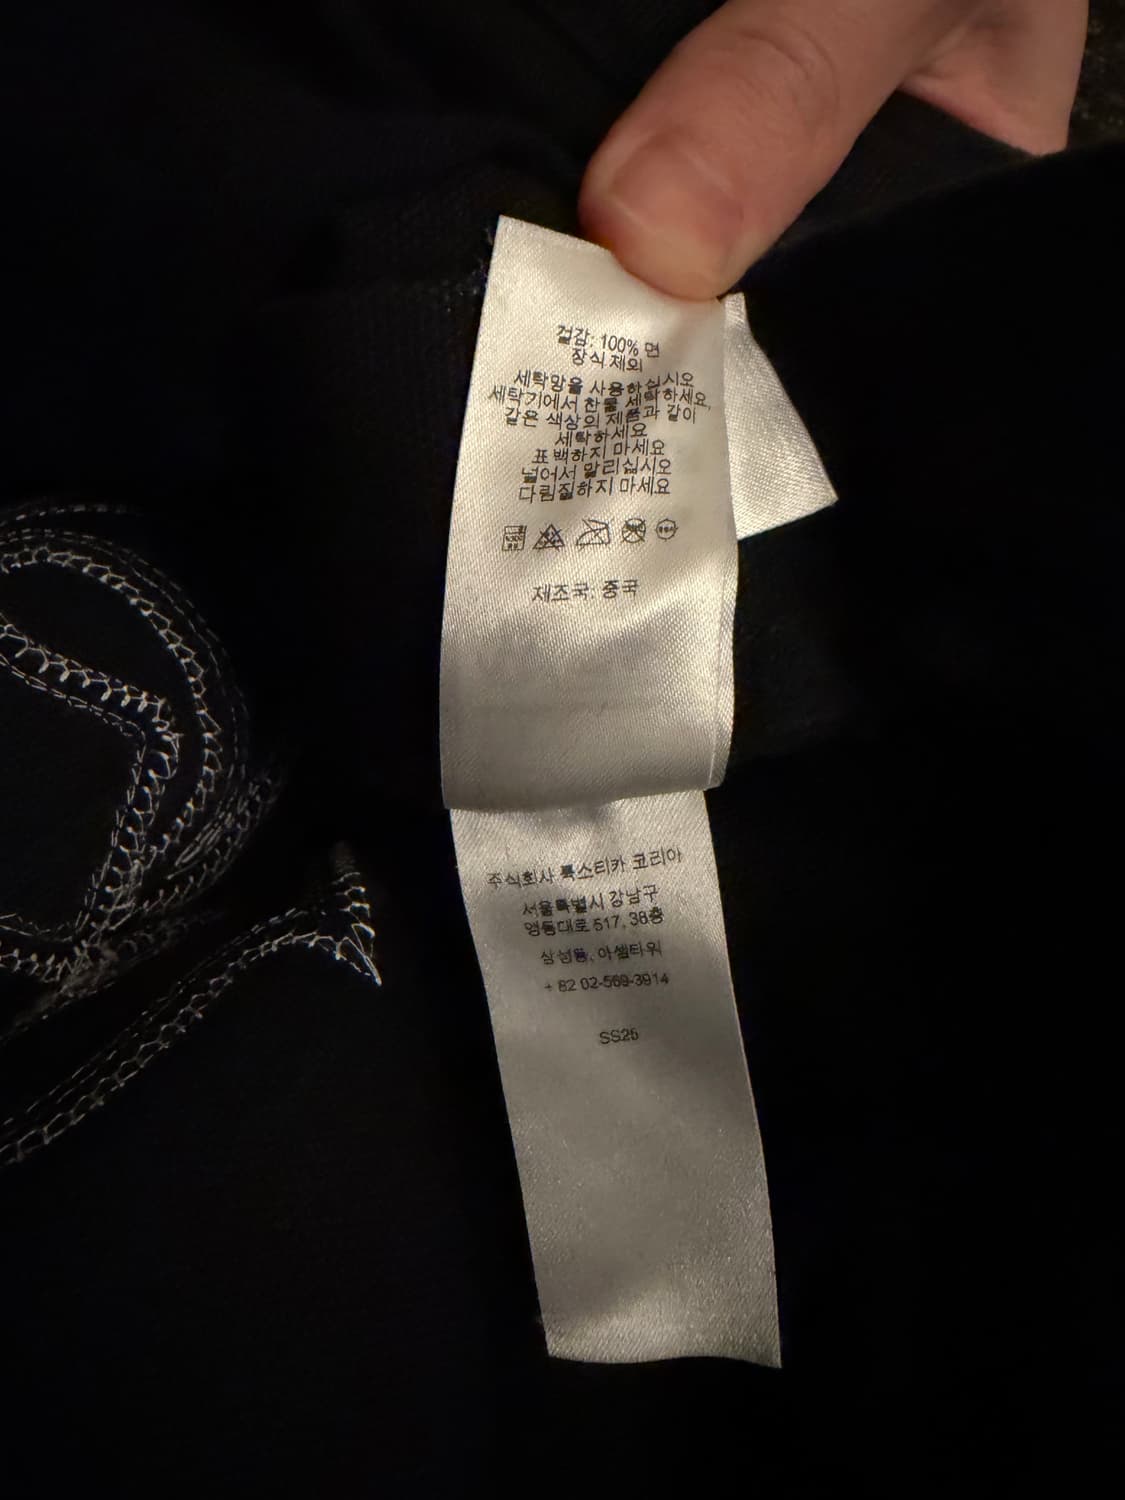 겉감: 100% 면
장식 제외
세탁망을 사용하십시오
세탁기에서 찬물 세탁하세요,
같은 색상의 제품과 같이
세탁하세요
표백하지 마세요
널어서 말리십시오
다림질하지 마세요
제조국: 중국
주식회사 룩소티카 코리아
서울특별시 강남구
영동대로 517, 38층
삼성동, 아셈타워
+ 82 02-569-3914
SS25